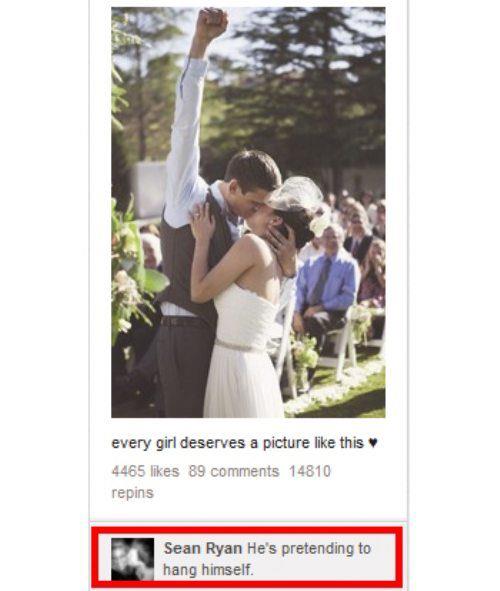 every girl deserves a picture like this ♥
4465 likes 89 comments 14810
repins
Sean Ryan He's pretending to
hang himself.